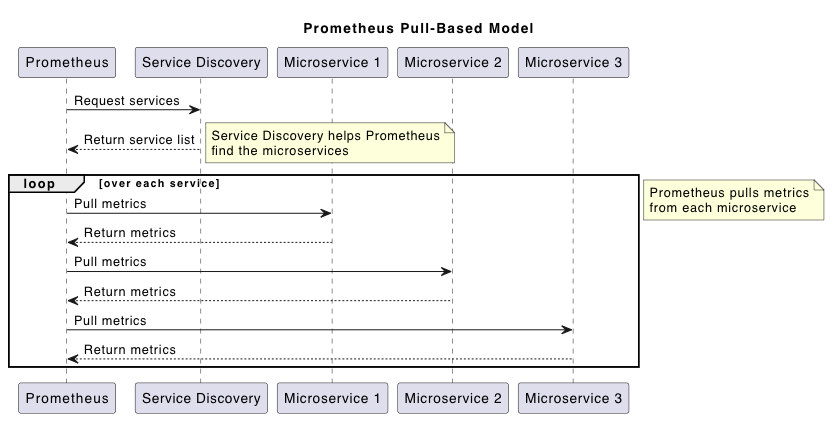 Prometheus Pull-Based Model
Prometheus
Service Discovery
Microservice 1
Microservice 2
Microservice 3
Request services
Return service list
Service Discovery helps Prometheus
find the microservices
loop
[over each service]
Prometheus pulls metrics
from each microservice
Pull metrics
Return metrics
Pull metrics
Return metrics
Pull metrics
Return metrics
Prometheus
Service Discovery
Microservice 1
Microservice 2
Microservice 3